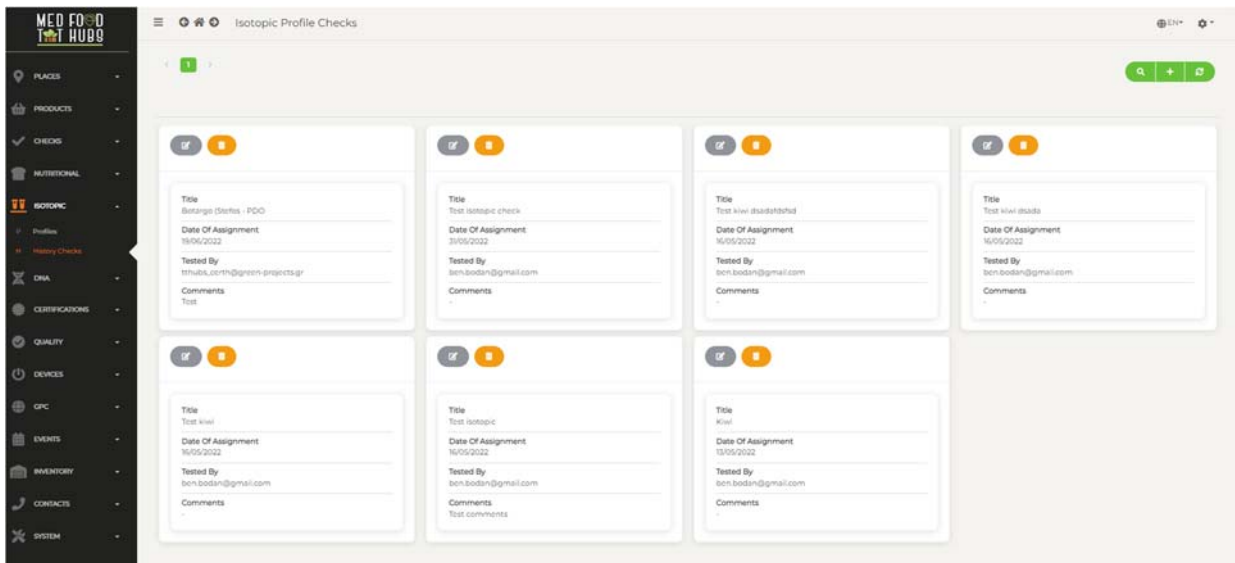 MED FOOD
TTHUBS
Isotopic Profile Checks
EN
PLACES
PRODUCTS
CHECKS
NUTRITIONAL
ISOTOPIC
Profiles
History Checks
DNA
CERTIFICATIONS
QUALITY
DEVICES
GPC
EVENTS
INVENTORY
CONTACTS
SYSTEM
1
Title
Botargo (Stefos - PDO
Date Of Assignment
19/06/2022
Tested By
tthubs_certh@green-projects.gr
Comments
Test
Title
Test isotopic check
Date Of Assignment
31/05/2022
Tested By
ben.bodan@gmail.com
Comments
-
Title
Test kiwi
Date Of Assignment
16/05/2022
Tested By
ben.bodan@gmail.com
Comments
-
Title
Test kiwi dsada
Date Of Assignment
16/05/2022
Tested By
ben.bodan@gmail.com
Comments
-
Title
Test kiwi
Date Of Assignment
16/05/2022
Tested By
ben.bodan@gmail.com
Comments
-
Title
Test isotopic
Date Of Assignment
16/05/2022
Tested By
ben.bodan@gmail.com
Comments
Test comments
Title
Kiwi
Date Of Assignment
13/05/2022
Tested By
ben.bodan@gmail.com
Comments
-